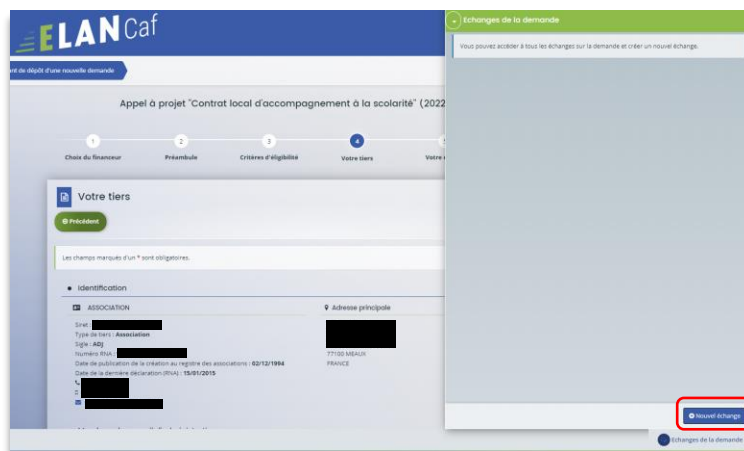 ELAN Caf
Echanges de la demande
Vous pouvez accéder à tous les échanges sur la demande et créer un nouvel échange.
nt de dépôt d'une nouvelle demande
Appel à projet "Contrat local d'accompagnement à la scolarité" (2022
1
2
3
4
Choix du financeur
Préambule
Critères d'éligibilité
Votre tiers
Votre
Votre tiers
Précédent
Les champs marqués d'un * sont obligatoires.
Identification
ASSOCIATION
Adresse principale
Siret :
Type de tiers : Association
Sigle : ADJ
Numéro RNA :
Date de publication de la création au registre des associations : 02/12/1994
Date de la dernière déclaration (RNA) : 15/01/2015
77100 MEAUX
FRANCE
Nouvel échange
Echanges de la demande